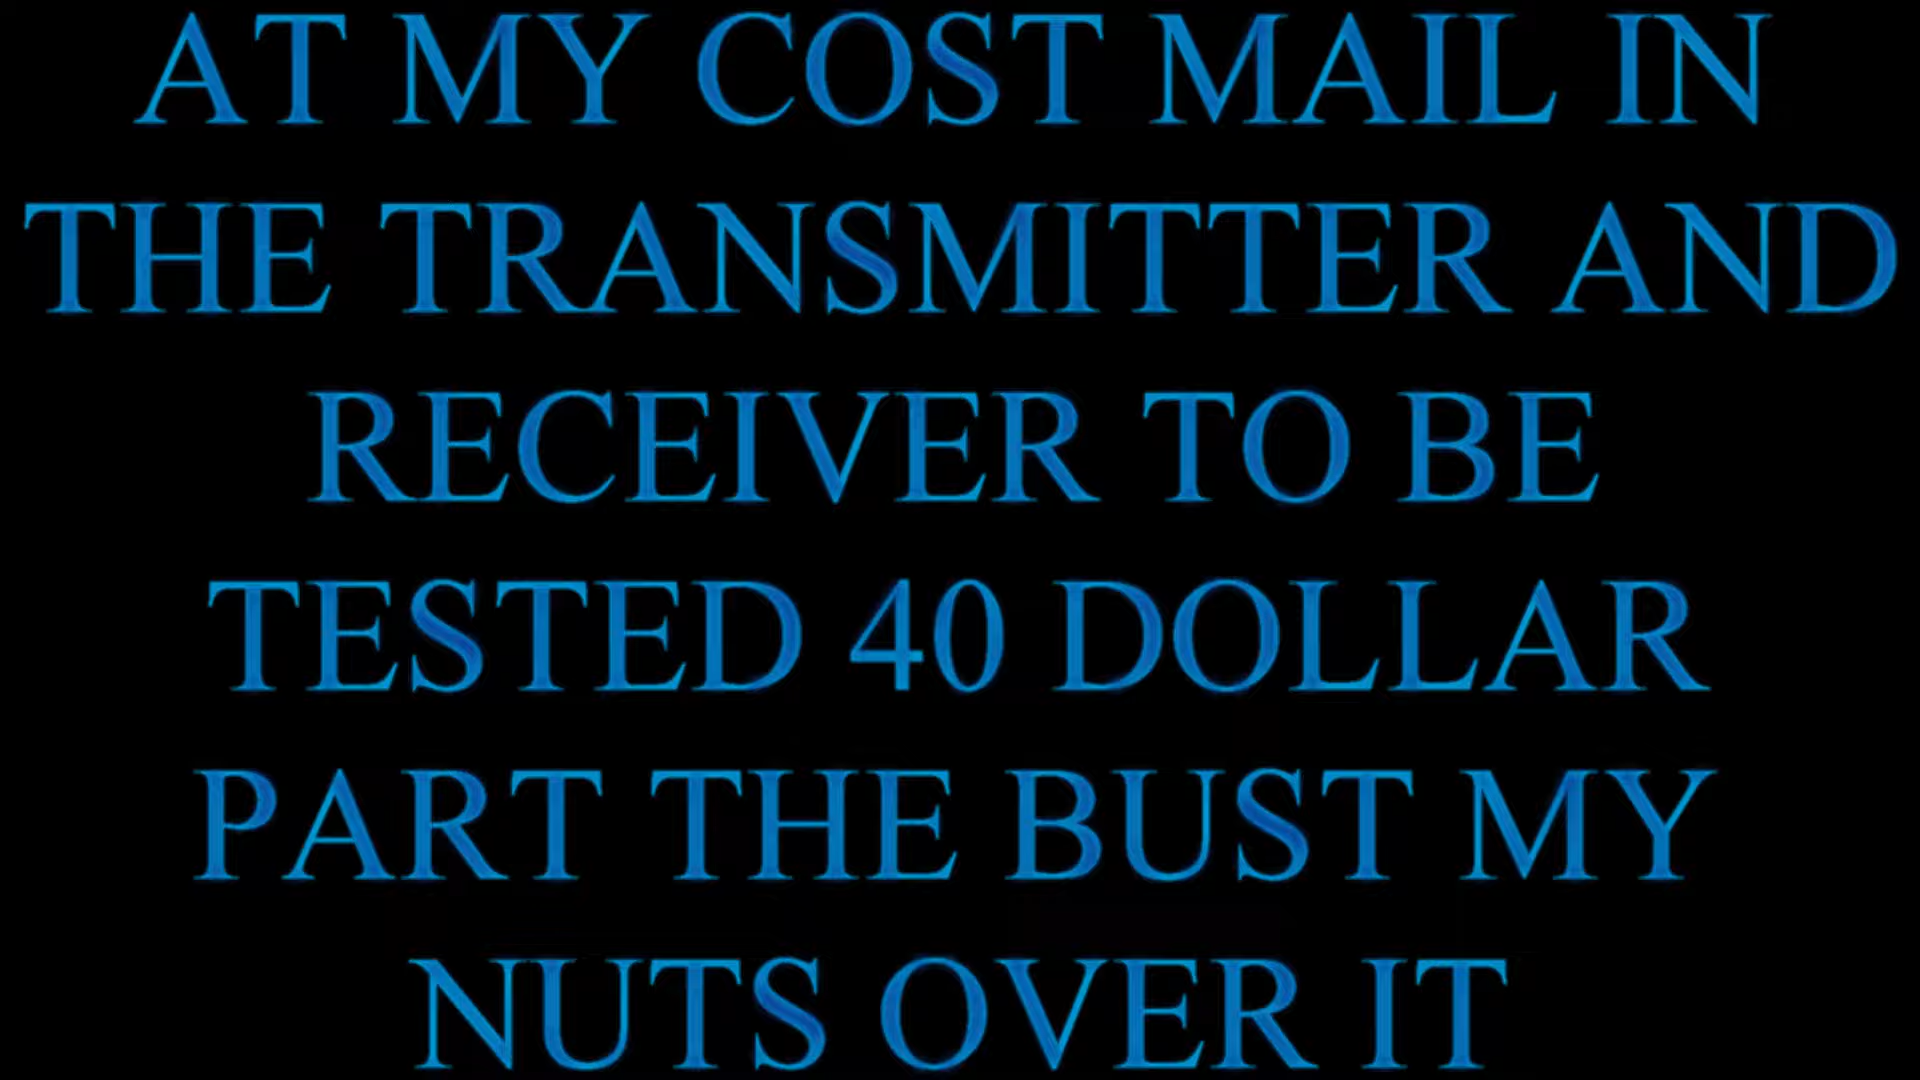 AT MY COST MAIL IN
THE TRANSMITTER AND
RECEIVER TO BE
TESTED 40 DOLLAR
PART THE BUST MY
NUTS OVER IT